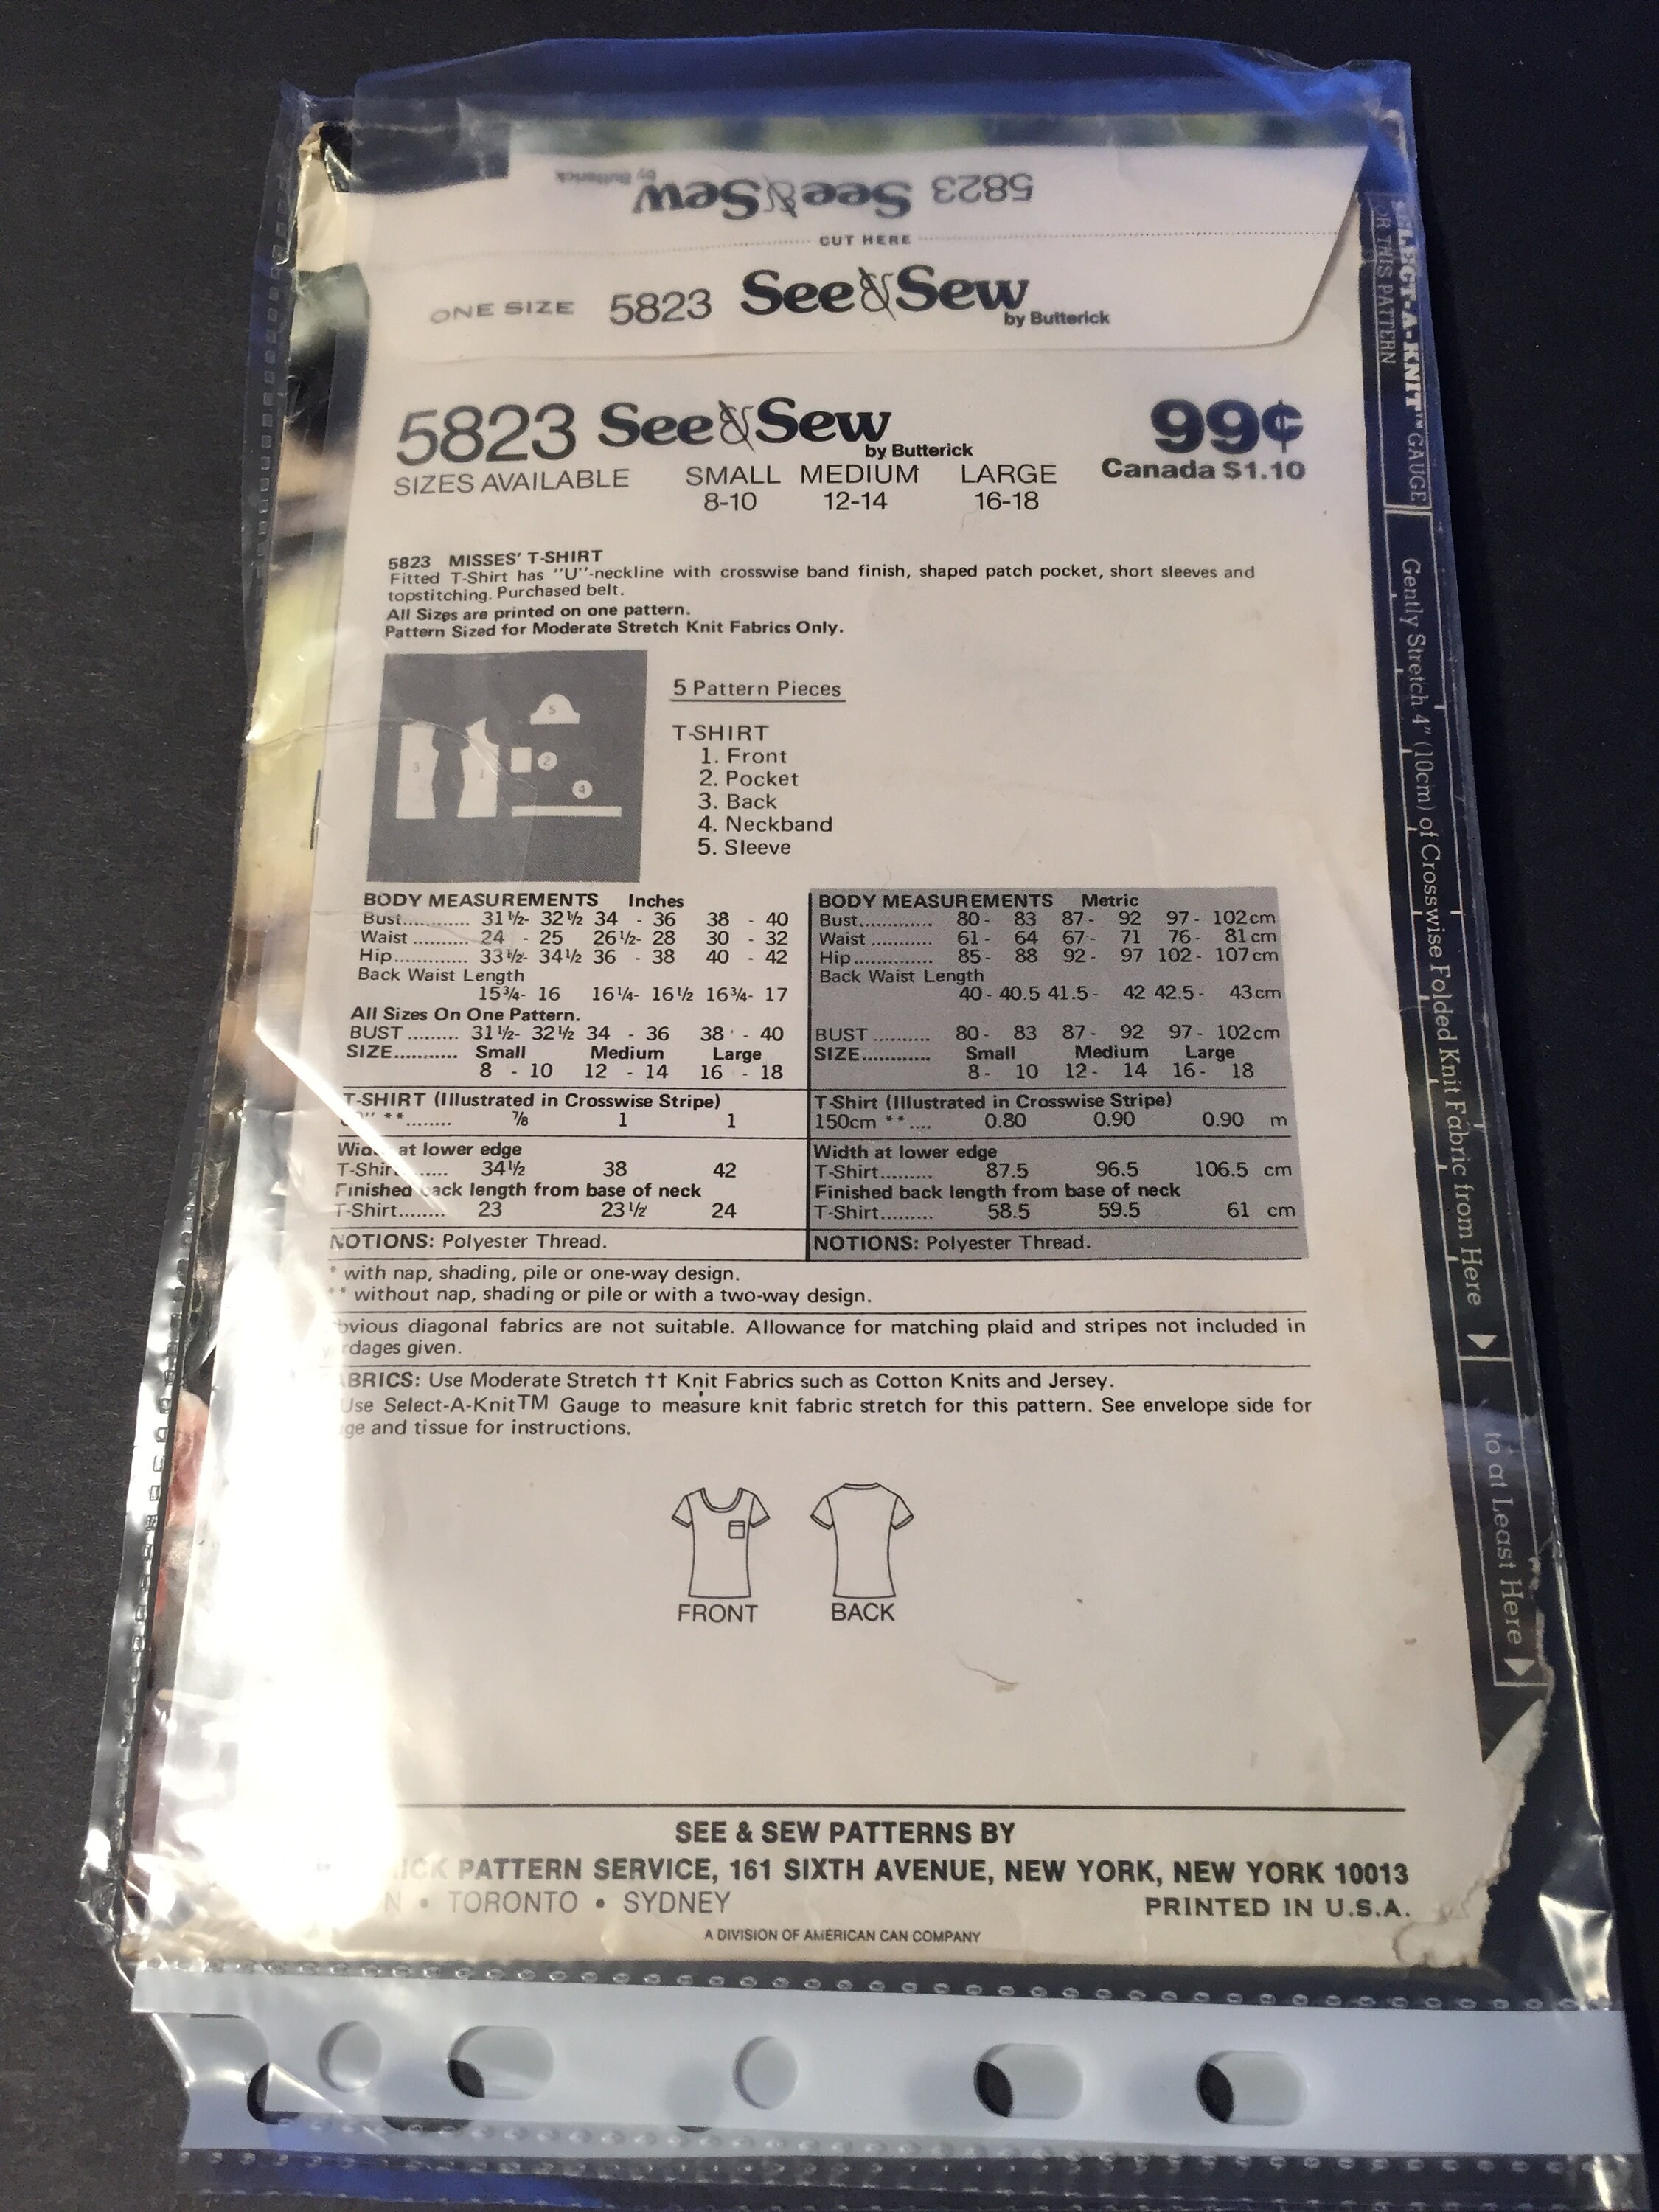 5823 See & Sew by Butterick
CUT HERE
ONE SIZE 5823 See & Sew by Butterick
5823 See & Sew by Butterick 99¢
Canada $1.10
SIZES AVAILABLE SMALL MEDIUM LARGE
8-10 12-14 16-18
5823 MISSES' T-SHIRT
Fitted T-Shirt has "U"-neckline with crosswise band finish, shaped patch pocket, short sleeves and
topstitching. Purchased belt.
All Sizes are printed on one pattern.
Pattern Sized for Moderate Stretch Knit Fabrics Only.
5
3 1 2
4
5 Pattern Pieces
T-SHIRT
1. Front
2. Pocket
3. Back
4. Neckband
5. Sleeve
BODY MEASUREMENTS Inches
Bust............ 31½- 32½ 34 - 36 38 - 40
Waist .......... 24 - 25 26½- 28 30 - 32
Hip............. 33½- 34½ 36 - 38 40 - 42
Back Waist Length
15¾- 16 16¼- 16½ 16¾- 17
All Sizes On One Pattern.
BUST ......... 31½- 32½ 34 - 36 38 - 40
SIZE........... Small Medium Large
8 - 10 12 - 14 16 - 18
T-SHIRT (Illustrated in Crosswise Stripe)
" **........ ⅞ 1 1
at lower edge
T-Shirt...... 34½ 38 42
Finished back length from base of neck
T-Shirt........ 23 23½ 24
NOTIONS: Polyester Thread.
BODY MEASUREMENTS Metric
Bust............. 80 - 83 87 - 92 97 - 102cm
Waist ........... 61 - 64 67 - 71 76 - 81cm
Hip.............. 85 - 88 92 - 97 102 - 107cm
Back Waist Length
40 - 40.5 41.5 - 42 42.5 - 43cm
BUST .......... 80 - 83 87 - 92 97 - 102cm
SIZE............ Small Medium Large
8 - 10 12 - 14 16 - 18
T-Shirt (Illustrated in Crosswise Stripe)
150cm **.... 0.80 0.90 0.90 m
Width at lower edge
T-Shirt......... 87.5 96.5 106.5 cm
Finished back length from base of neck
T-Shirt......... 58.5 59.5 61 cm
NOTIONS: Polyester Thread.
* with nap, shading, pile or one-way design.
** without nap, shading or pile or with a two-way design.
bvious diagonal fabrics are not suitable. Allowance for matching plaid and stripes not included in
rdages given.
ABRICS: Use Moderate Stretch †† Knit Fabrics such as Cotton Knits and Jersey.
Use Select-A-Knit™ Gauge to measure knit fabric stretch for this pattern. See envelope side for
ge and tissue for instructions.
FRONT BACK
SEE & SEW PATTERNS BY
ICK PATTERN SERVICE, 161 SIXTH AVENUE, NEW YORK, NEW YORK 10013
N • TORONTO • SYDNEY PRINTED IN U.S.A.
A DIVISION OF AMERICAN CAN COMPANY
LECT-A-KNIT™ GAUGE
OR THIS PATTERN
Gently Stretch 4" (10cm) of Crosswise Folded Knit Fabric from Here
to at Least Here